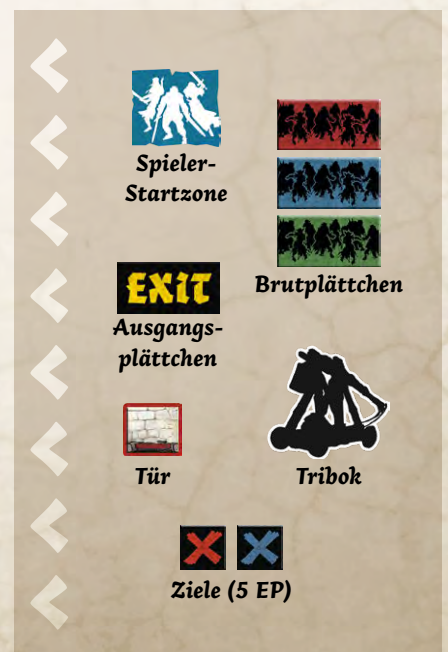 Spieler-
Startzone
Brutplättchen
EXIT
Ausgangs-
plättchen
Tür
Tribok
Ziele (5 EP)